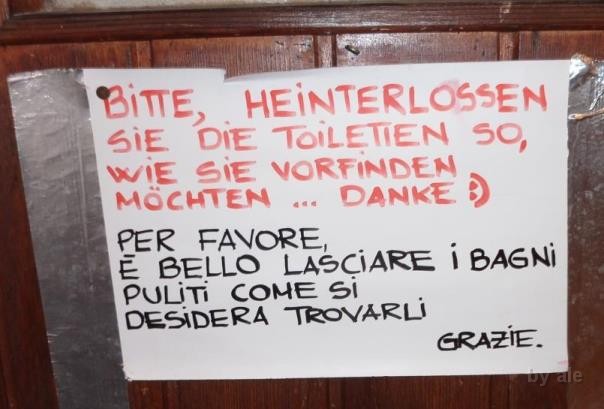 BITTE, HEINTERLOSSEN
SIE DIE TOILETTEN SO,
WIE SIE VORFINDEN
MÖCHTEN ... DANKE :)
PER FAVORE,
È BELLO LASCIARE I BAGNI
PULITI COME SI
DESIDERA TROVARLI
GRAZIE.
by ale